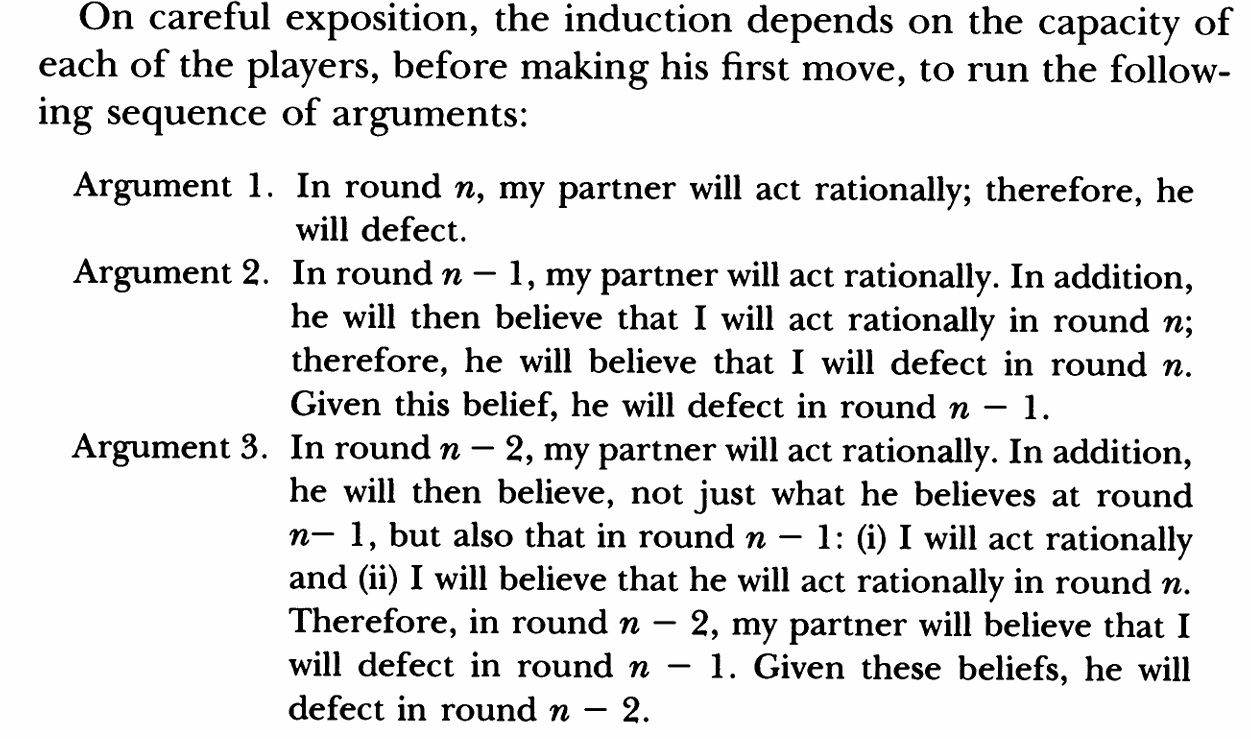 On careful exposition, the induction depends on the capacity of
each of the players, before making his first move, to run the follow-
ing sequence of arguments:
Argument 1. In round n, my partner will act rationally; therefore, he
will defect.
Argument 2. In round n − 1, my partner will act rationally. In addition,
he will then believe that I will act rationally in round n;
therefore, he will believe that I will defect in round n.
Given this belief, he will defect in round n − 1.
Argument 3. In round n − 2, my partner will act rationally. In addition,
he will then believe, not just what he believes at round
n− 1, but also that in round n − 1: (i) I will act rationally
and (ii) I will believe that he will act rationally in round n.
Therefore, in round n − 2, my partner will believe that I
will defect in round n − 1. Given these beliefs, he will
defect in round n − 2.